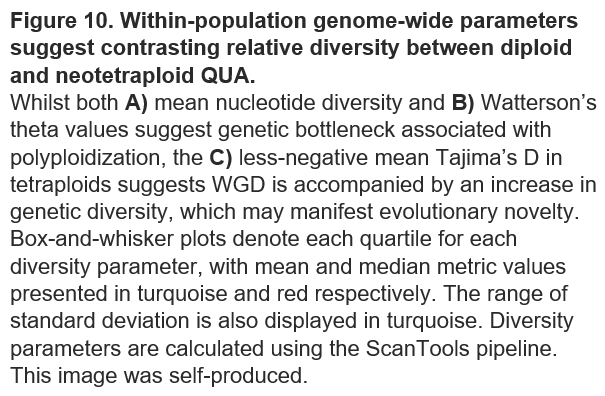 Figure 10. Within-population genome-wide parameters
suggest contrasting relative diversity between diploid
and neotetraploid QUA.
Whilst both A) mean nucleotide diversity and B) Watterson's
theta values suggest genetic bottleneck associated with
polyploidization, the C) less-negative mean Tajima's D in
tetraploids suggests WGD is accompanied by an increase in
genetic diversity, which may manifest evolutionary novelty.
Box-and-whisker plots denote each quartile for each
diversity parameter, with mean and median metric values
presented in turquoise and red respectively. The range of
standard deviation is also displayed in turquoise. Diversity
parameters are calculated using the ScanTools pipeline.
This image was self-produced.